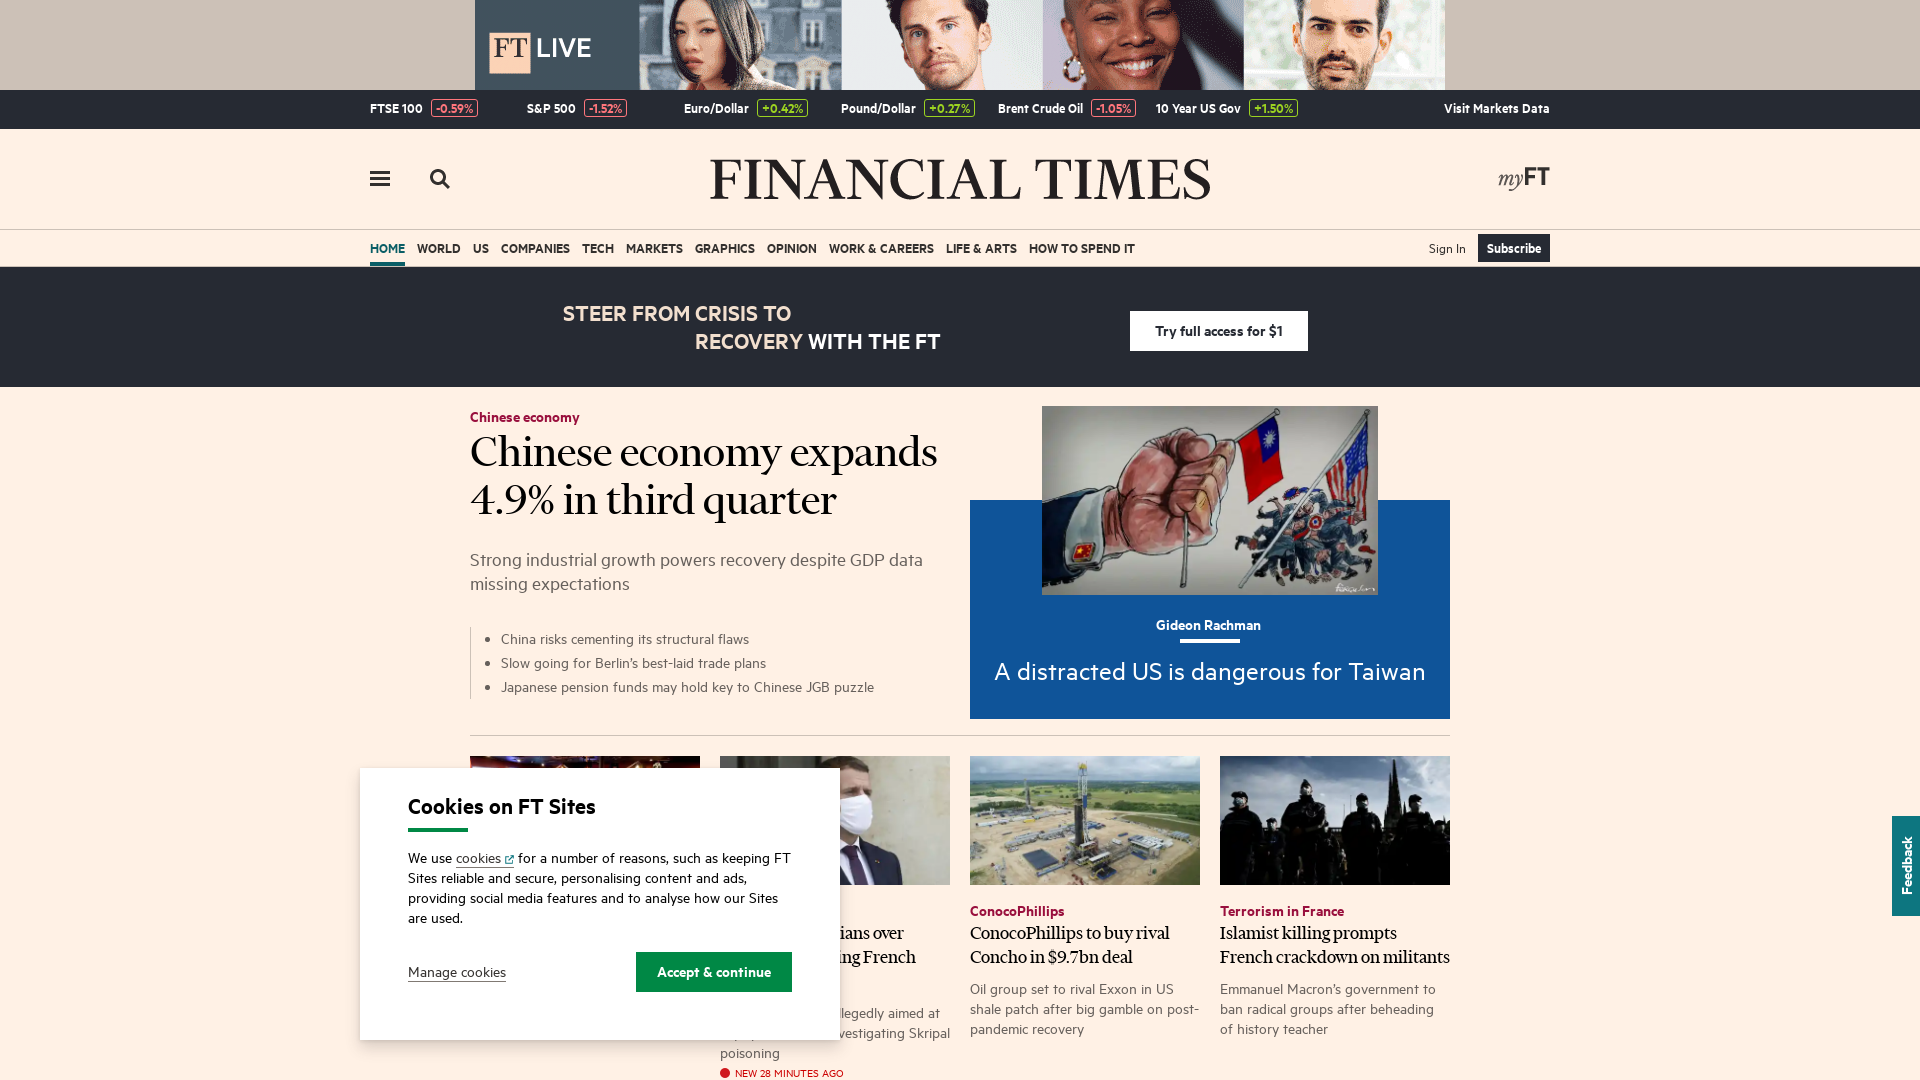 FT LIVE
FTSE 100 -0.59% S&P 500 -1.52% Euro/Dollar +0.42% Pound/Dollar +0.27% Brent Crude Oil -1.05% 10 Year US Gov +1.50% Visit Markets Data
FINANCIAL TIMES
myFT
HOME WORLD US COMPANIES TECH MARKETS GRAPHICS OPINION WORK & CAREERS LIFE & ARTS HOW TO SPEND IT Sign In Subscribe
STEER FROM CRISIS TO
RECOVERY WITH THE FT
Try full access for $1
Chinese economy
Chinese economy expands
4.9% in third quarter
Strong industrial growth powers recovery despite GDP data
missing expectations
China risks cementing its structural flaws
Slow going for Berlin's best-laid trade plans
Japanese pension funds may hold key to Chinese JGB puzzle
Gideon Rachman
A distracted US is dangerous for Taiwan
Cookies on FT Sites
We use cookies for a number of reasons, such as keeping FT
Sites reliable and secure, personalising content and ads,
providing social media features and to analyse how our Sites
are used.
Manage cookies
Accept & continue
over
French
aimed at
Skripal
poisoning
NEW 28 MINUTES AGO
ConocoPhillips
ConocoPhillips to buy rival
Concho in $9.7bn deal
Oil group set to rival Exxon in US
shale patch after big gamble on post-
pandemic recovery
Terrorism in France
Islamist killing prompts
French crackdown on militants
Emmanuel Macron's government to
ban radical groups after beheading
of history teacher
Feedback